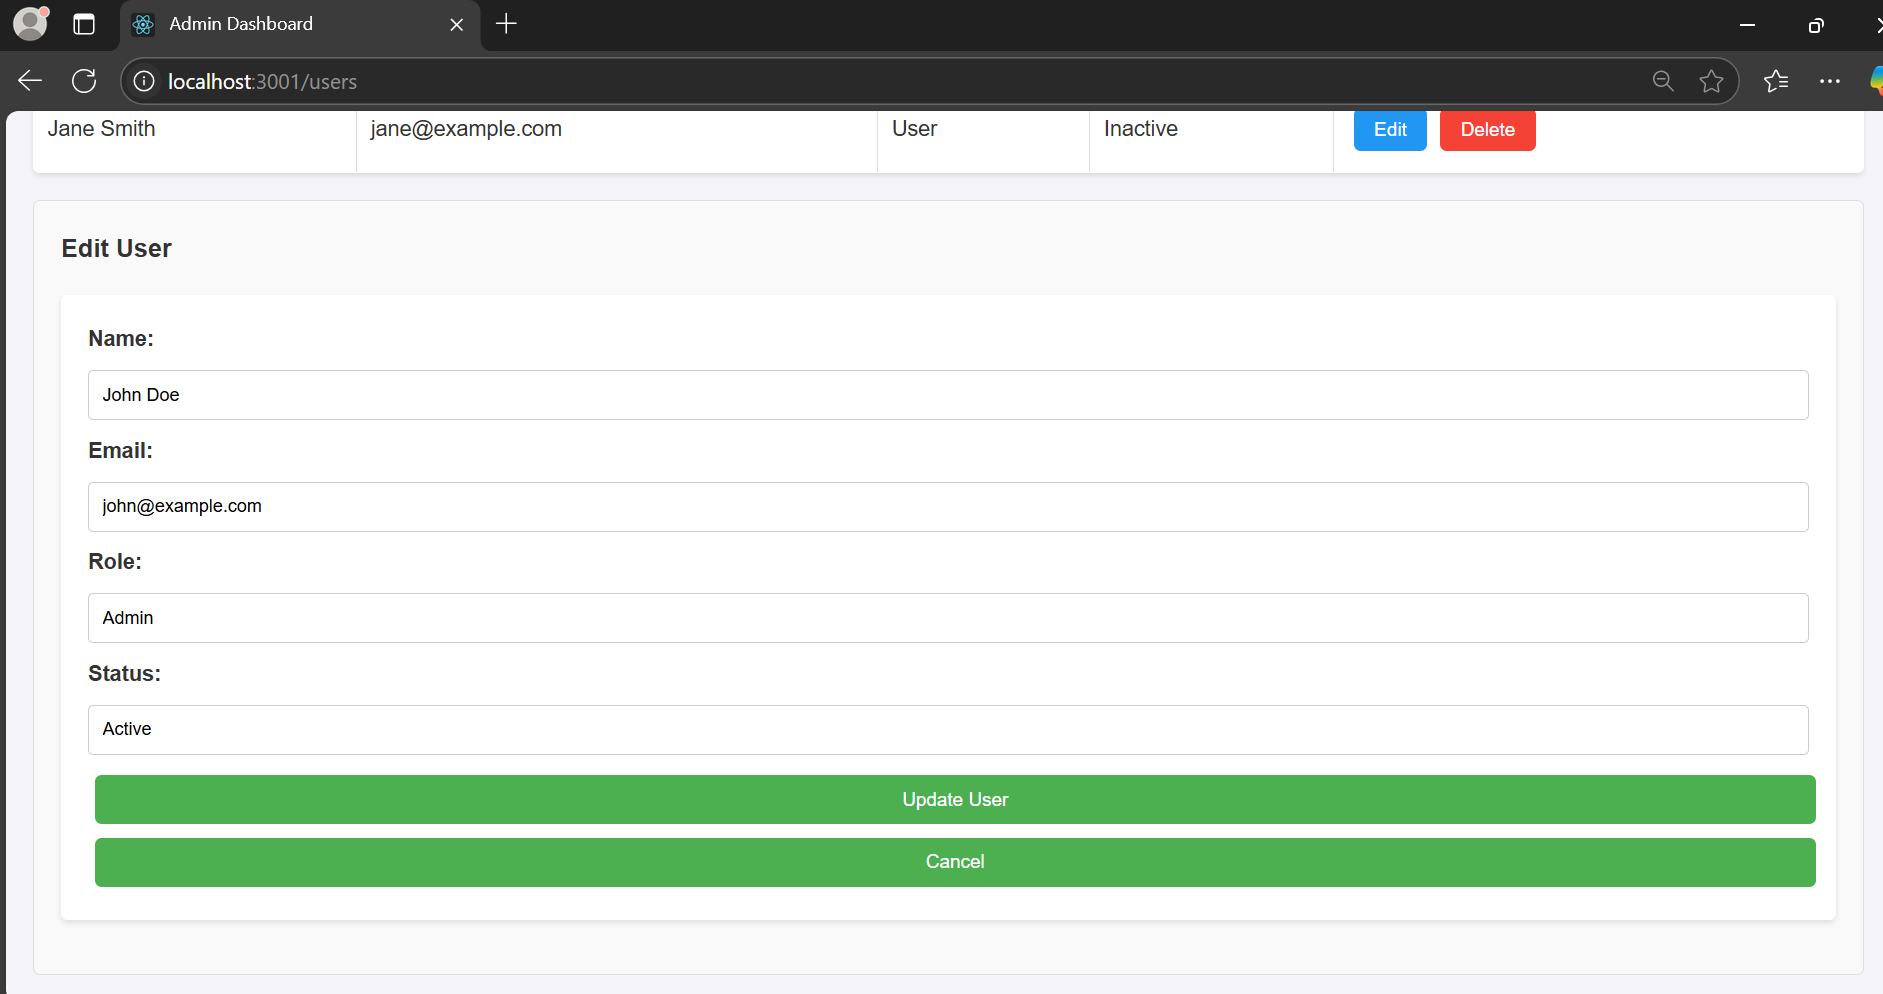 Admin Dashboard
localhost:3001/users
Jane Smith jane@example.com User Inactive Edit Delete
Edit User
Name:
John Doe
Email:
john@example.com
Role:
Admin
Status:
Active
Update User
Cancel